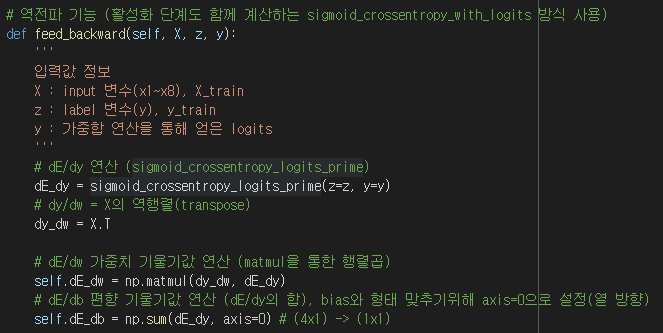 # 역전파 기능 (활성화 단계도 함께 계산하는 sigmoid_crossentropy_with_logits 방식 사용)
def feed_backward(self, X, z, y):
'''
입력값 정보
X : input 변수(x1~x8), X_train
z : label 변수(y), y_train
y : 가중합 연산을 통해 얻은 logits
'''
# dE/dy 연산 (sigmoid_crossentropy_logits_prime)
dE_dy = sigmoid_crossentropy_logits_prime(z=z, y=y)
# dy/dw = X의 역행렬(transpose)
dy_dw = X.T
# dE/dw 가중치 기울기값 연산 (matmul을 통한 행렬곱)
self.dE_dw = np.matmul(dy_dw, dE_dy)
# dE/db 편향 기울기값 연산 (dE/dy의 합), bias와 형태 맞추기위해 axis=0으로 설정(열 방향)
self.dE_db = np.sum(dE_dy, axis=0) # (4x1) -> (1x1)